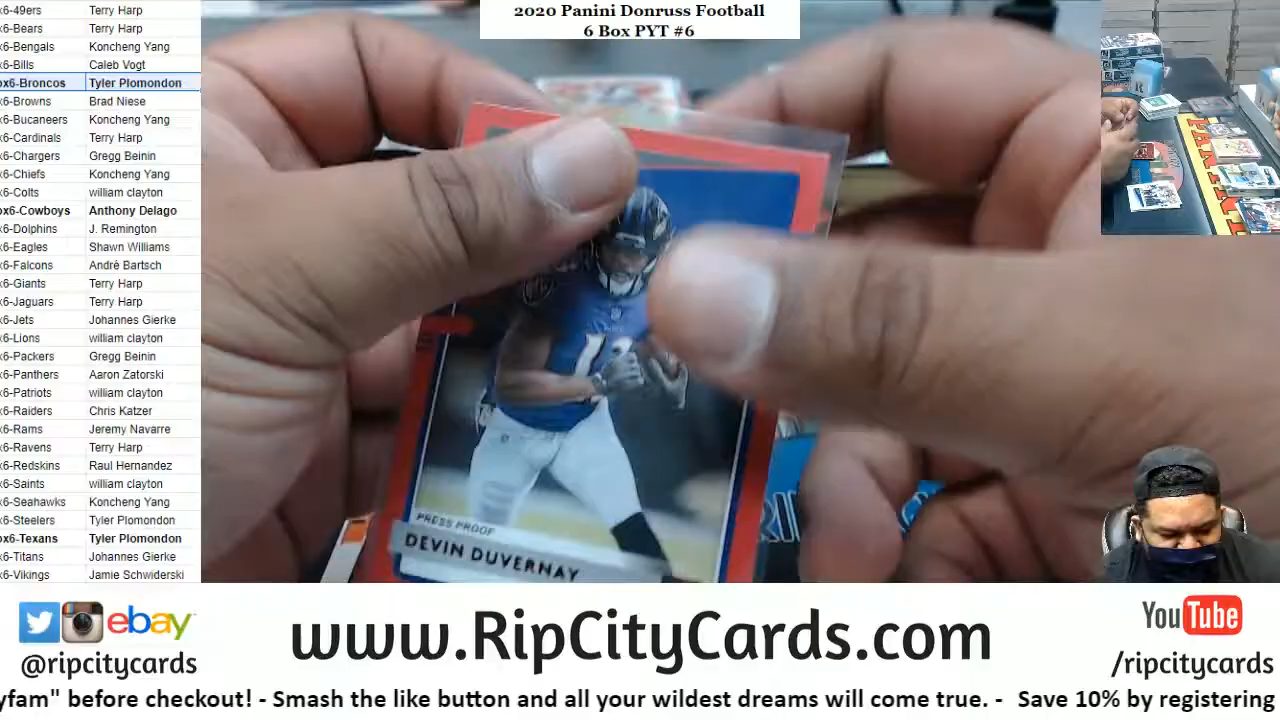 2020 Panini Donruss Football
6 Box PYT #6
x6-49ers Terry Harp
x6-Bears Terry Harp
x6-Bengals Koncheng Yang
x6-Bills Caleb Vogt
ox6-Broncos Tyler Plomondon
x6-Browns Brad Niese
x6-Bucaneers Koncheng Yang
x6-Cardinals Terry Harp
x6-Chargers Gregg Beinin
x6-Chiefs Koncheng Yang
x6-Colts william clayton
ox6-Cowboys Anthony Delago
x6-Dolphins J. Remington
x6-Eagles Shawn Williams
x6-Falcons Andrè Bartsch
x6-Giants Terry Harp
x6-Jaguars Terry Harp
x6-Jets Johannes Gierke
x6-Lions william clayton
x6-Packers Gregg Beinin
x6-Panthers Aaron Zatorski
x6-Patriots william clayton
x6-Raiders Chris Katzer
x6-Rams Jeremy Navarre
x6-Ravens Terry Harp
x6-Redskins Raul Hernandez
x6-Saints william clayton
x6-Seahawks Koncheng Yang
x6-Steelers Tyler Plomondon
ox6-Texans Tyler Plomondon
x6-Titans Johannes Gierke
x6-Vikings Jamie Schwiderski
PRESS PROOF
DEVIN DUVERNAY
ebay
@ripcitycards
www.RipCityCards.com
YouTube
/ripcitycards
yfam" before checkout! - Smash the like button and all your wildest dreams will come true. - Save 10% by registering